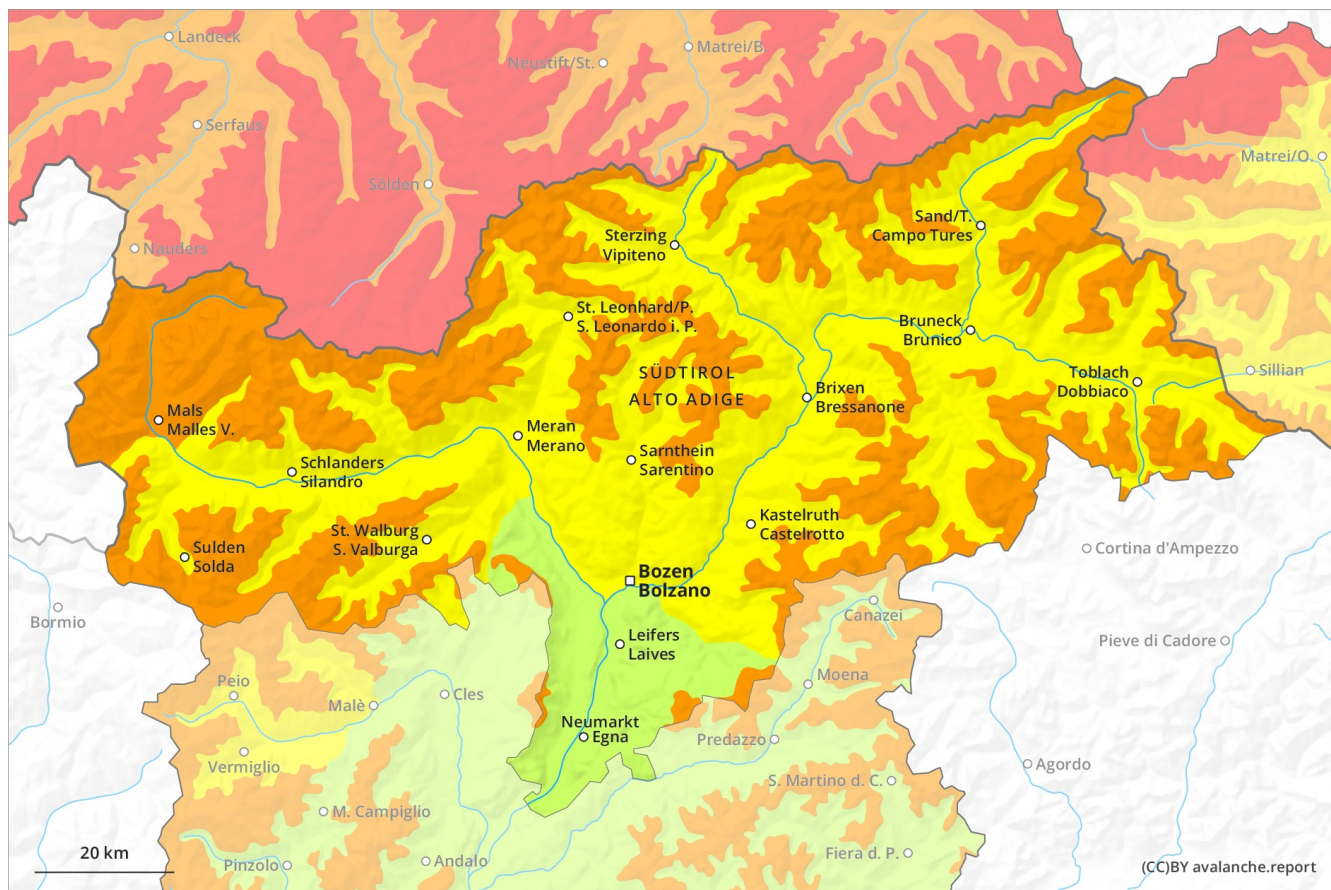 Landeck
Matrei/B
Neustift/St.
Serfaus
Matrei/O.
Sölden
Nauders
Sand/T.
Campo Tures
Sterzing
Vipiteno
St. Leonhard/P.
S. Leonardo i. P.
Bruneck
Brunico
SÜDTIROL
ALTO ADIGE
Toblach
Dobbiaco
Sillian
Brixen
Bressanone
Mals
Malles V.
Meran
Merano
Sarnthein
Sarentino
Schlanders
Silandro
Kastelruth
Castelrotto
St. Walburg
S. Valburga
Sulden
Solda
Cortina d'Ampezzo
Bozen
Bolzano
Bormio
Canazei
Leifers
Laives
Pieve di Cadore
Peio
Moena
Cles
Malè
Neumarkt
Egna
Predazzo
Vermiglio
Agordo
S. Martino d. C.
M. Campiglio
20 km
Pinzolo
Andalo
Fiera d. P.
(CC)BY avalanche.report